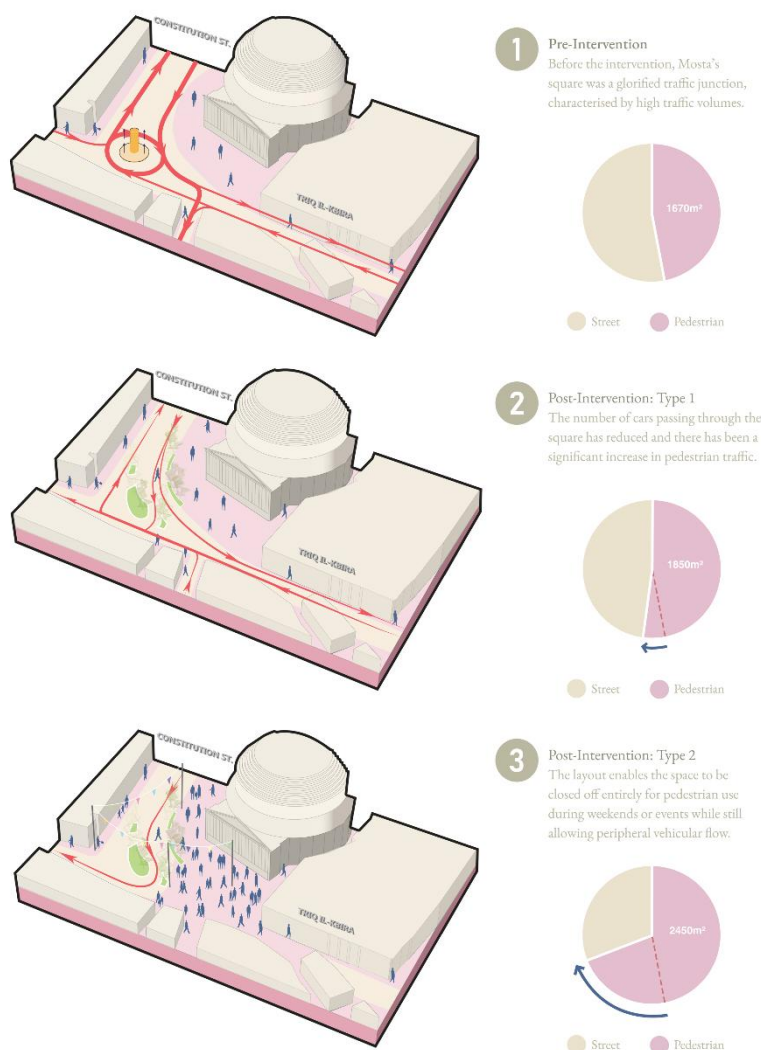 CONSTITUTION ST.
TRIQ IL-KBIRA
1
Pre-Intervention
Before the intervention, Mosta's
square was a glorified traffic junction,
characterised by high traffic volumes.
1670m²
Street
Pedestrian
CONSTITUTION ST.
TRIQ IL-KBIRA
2
Post-Intervention: Type 1
The number of cars passing through the
square has reduced and there has been a
significant increase in pedestrian traffic.
1850m²
Street
Pedestrian
CONSTITUTION ST.
TRIQ IL-KBIRA
3
Post-Intervention: Type 2
The layout enables the space to be
closed off entirely for pedestrian use
during weekends or events while still
allowing peripheral vehicular flow.
2450m²
Street
Pedestrian